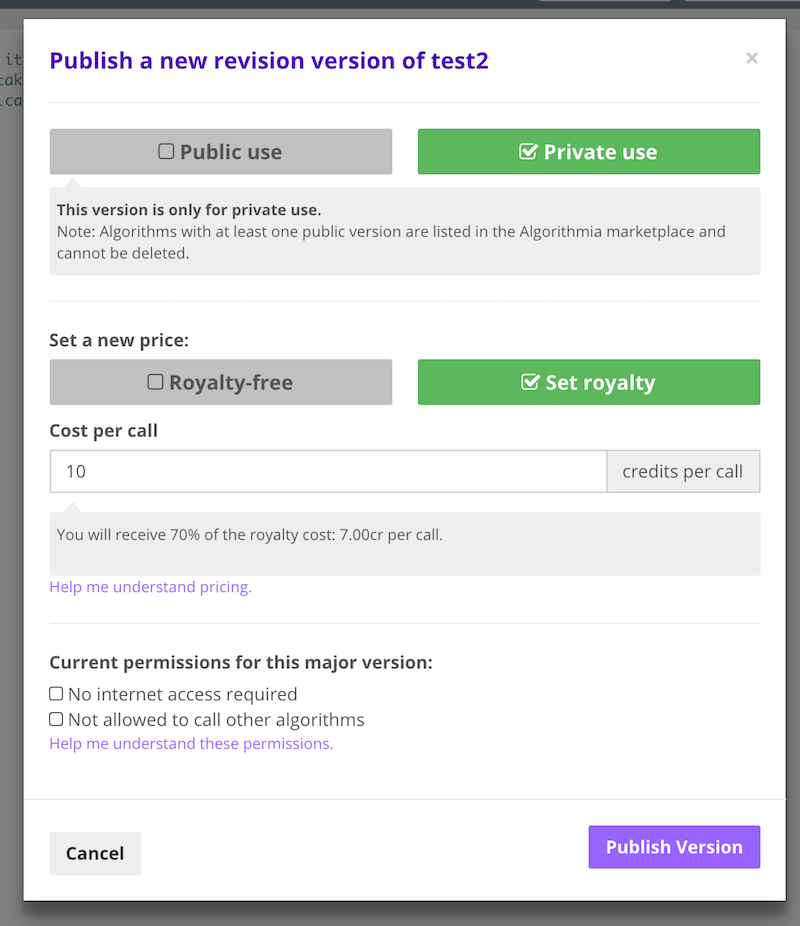 Publish a new revision version of test2
×
Public use
Private use
This version is only for private use.
Note: Algorithms with at least one public version are listed in the Algorithmia marketplace and
cannot be deleted.
Set a new price:
Royalty-free
Set royalty
Cost per call
10
credits per call
You will receive 70% of the royalty cost: 7.00cr per call.
Help me understand pricing.
Current permissions for this major version:
No internet access required
Not allowed to call other algorithms
Help me understand these permissions.
Cancel
Publish Version